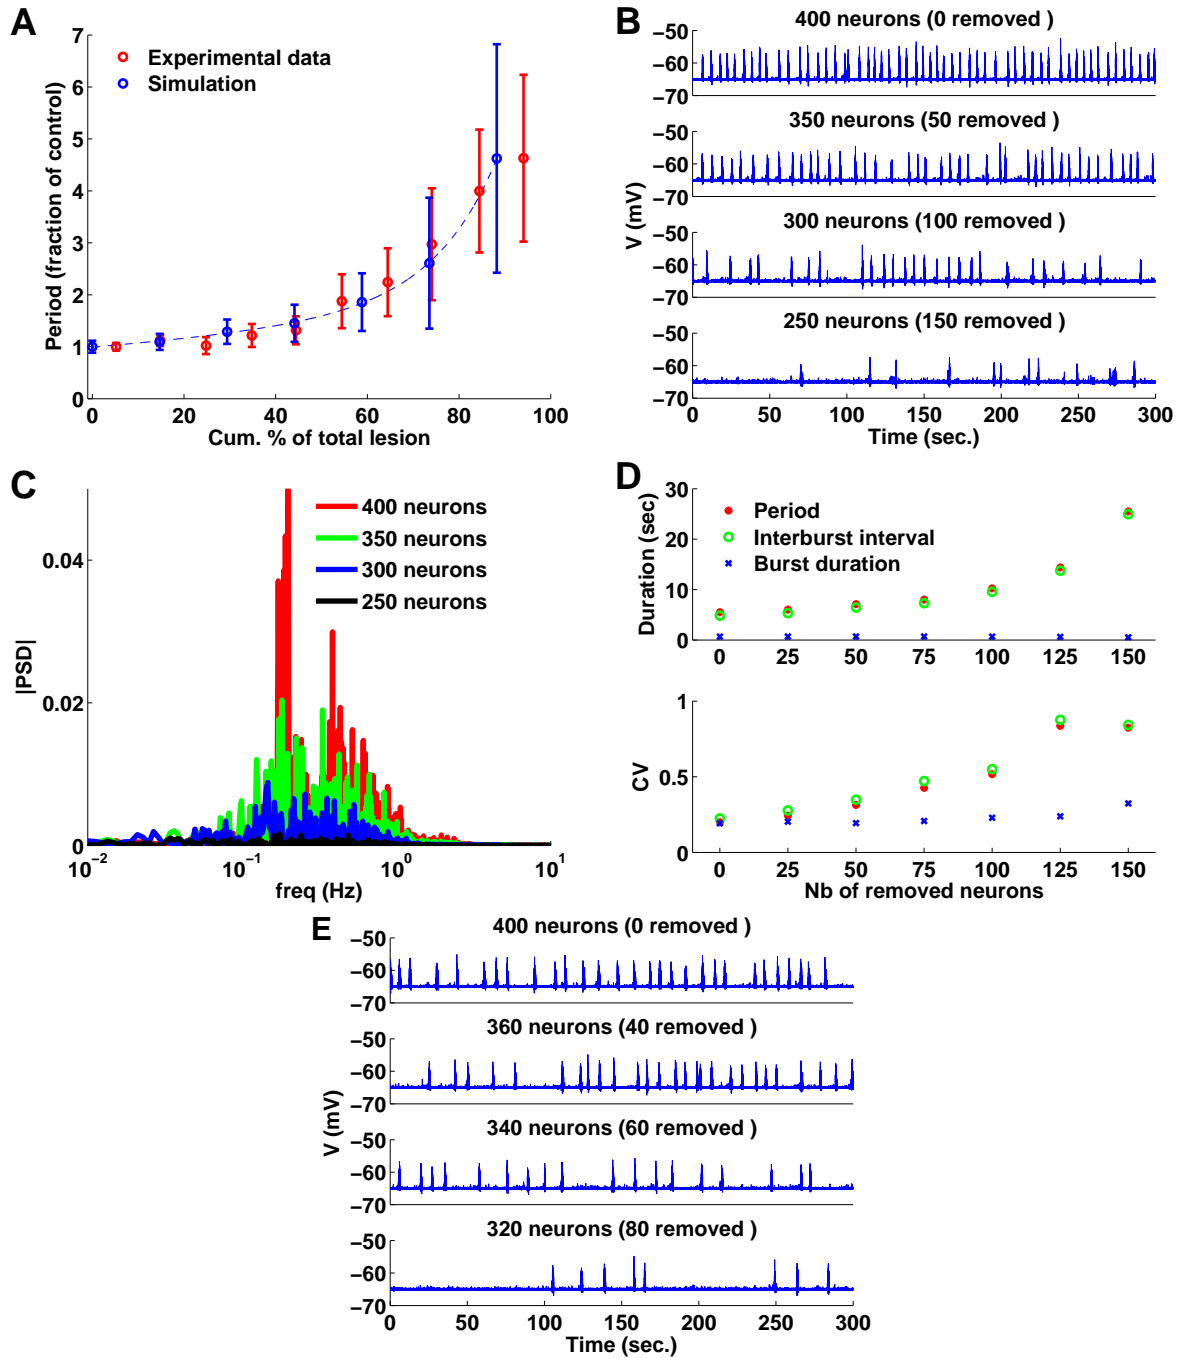 A
Period (fraction of control)
7
6
5
4
3
2
1
0
Experimental data
Simulation
0 20 40 60 80 100
Cum. % of total lesion
B
V (mV)
400 neurons (0 removed )
−50
−60
−70
350 neurons (50 removed )
−50
−60
−70
300 neurons (100 removed )
−50
−60
−70
250 neurons (150 removed )
−50
−60
−70
0 50 100 150 200 250 300
Time (sec.)
C
|PSD|
0.04
0.02
0
400 neurons
350 neurons
300 neurons
250 neurons
10−2 10−1 100 101
freq (Hz)
D
Duration (sec)
30
20
10
0
Period
Interburst interval
Burst duration
0 25 50 75 100 125 150
CV
1
0.5
0
0 25 50 75 100 125 150
Nb of removed neurons
E
V (mV)
400 neurons (0 removed )
−50
−60
−70
360 neurons (40 removed )
−50
−60
−70
340 neurons (60 removed )
−50
−60
−70
320 neurons (80 removed )
−50
−60
−70
0 50 100 150 200 250 300
Time (sec.)